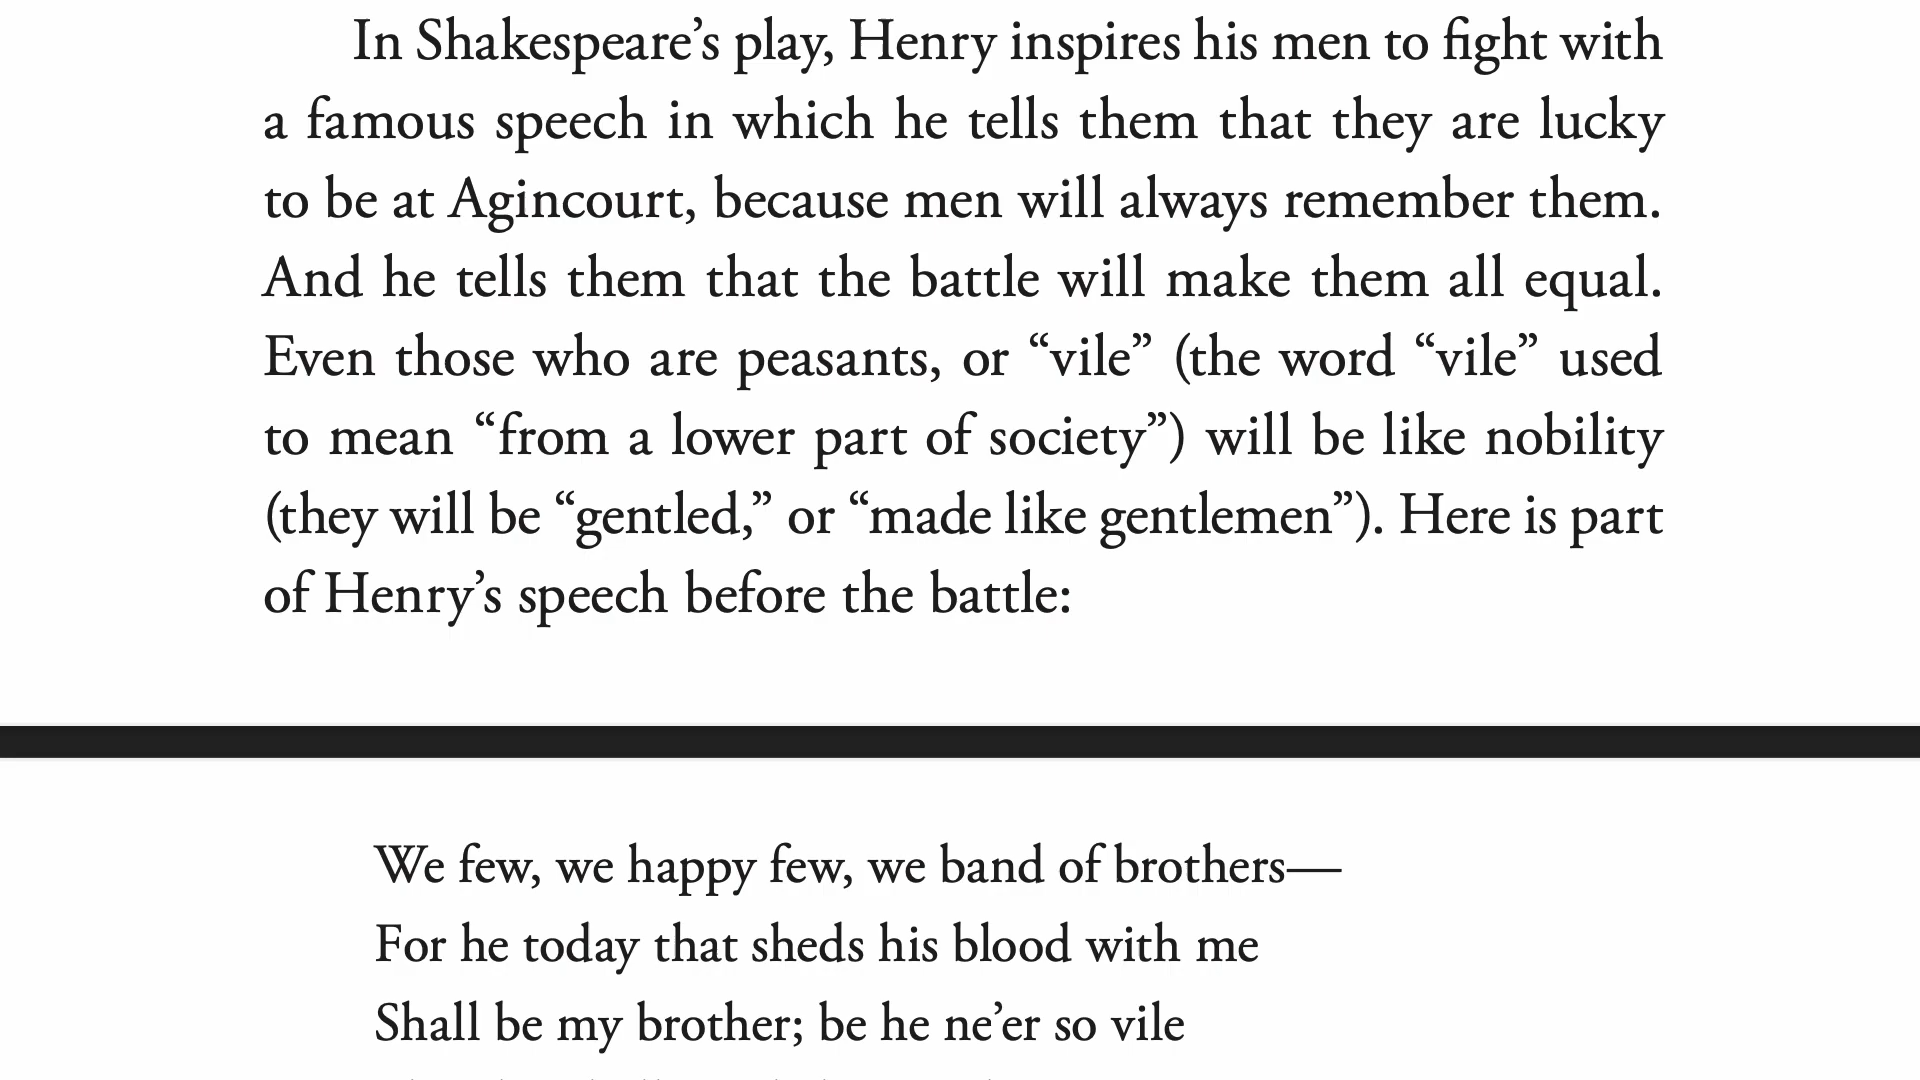 In Shakespeare’s play, Henry inspires his men to fight with
a famous speech in which he tells them that they are lucky
to be at Agincourt, because men will always remember them.
And he tells them that the battle will make them all equal.
Even those who are peasants, or “vile” (the word “vile” used
to mean “from a lower part of society”) will be like nobility
(they will be “gentled,” or “made like gentlemen”). Here is part
of Henry’s speech before the battle:
We few, we happy few, we band of brothers—
For he today that sheds his blood with me
Shall be my brother; be he ne’er so vile